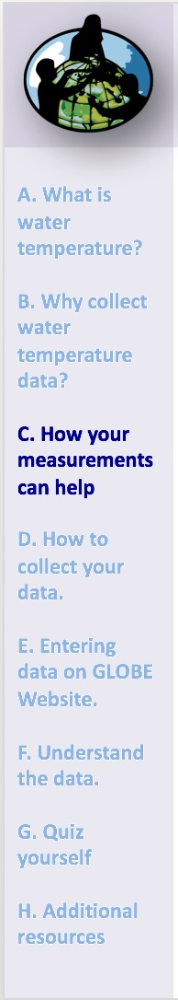 A. What is
water
temperature?
B. Why collect
water
temperature
data?
C. How your
measurements
can help
D. How to
collect your
data.
E. Entering
data on GLOBE
Website.
F. Understand
the data.
G. Quiz
yourself
H. Additional
resources